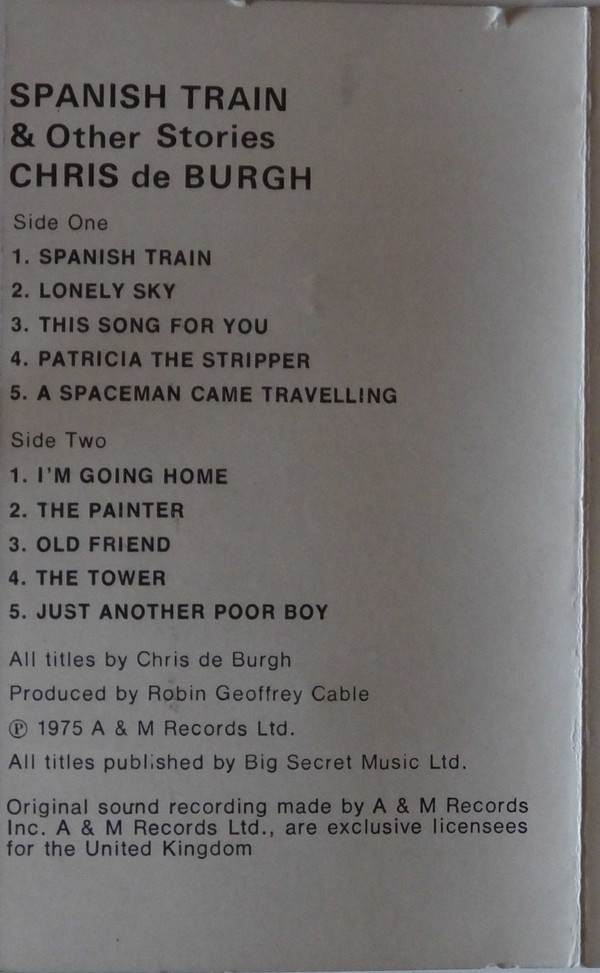 SPANISH TRAIN
& Other Stories
CHRIS de BURGH
Side One
1. SPANISH TRAIN
2. LONELY SKY
3. THIS SONG FOR YOU
4. PATRICIA THE STRIPPER
5. A SPACEMAN CAME TRAVELLING
Side Two
1. I'M GOING HOME
2. THE PAINTER
3. OLD FRIEND
4. THE TOWER
5. JUST ANOTHER POOR BOY
All titles by Chris de Burgh
Produced by Robin Geoffrey Cable
℗ 1975 A & M Records Ltd.
All titles published by Big Secret Music Ltd.
Original sound recording made by A & M Records
Inc. A & M Records Ltd., are exclusive licensees
for the United Kingdom